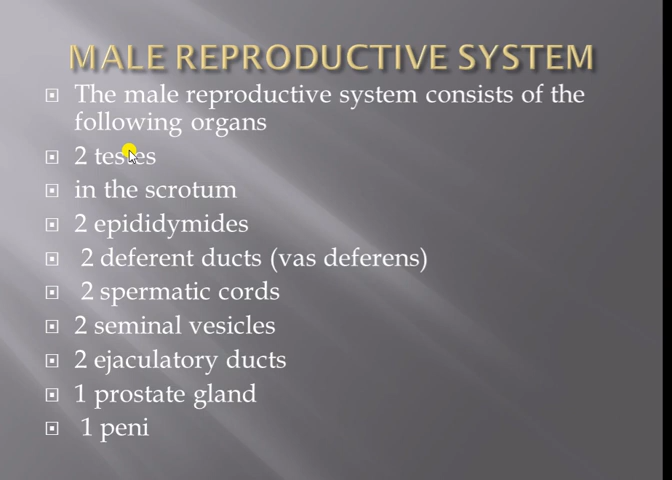 MALE REPRODUCTIVE SYSTEM
The male reproductive system consists of the
following organs
2 testes
in the scrotum
2 epididymides
2 deferent ducts (vas deferens)
2 spermatic cords
2 seminal vesicles
2 ejaculatory ducts
1 prostate gland
1 peni